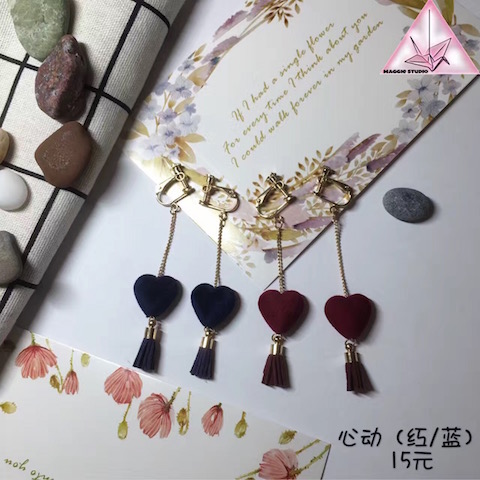 MAGGIC STUDIO
If I had a single flower
For every time I think about you
I could walk forever in my garden
心动（红/蓝）
15元